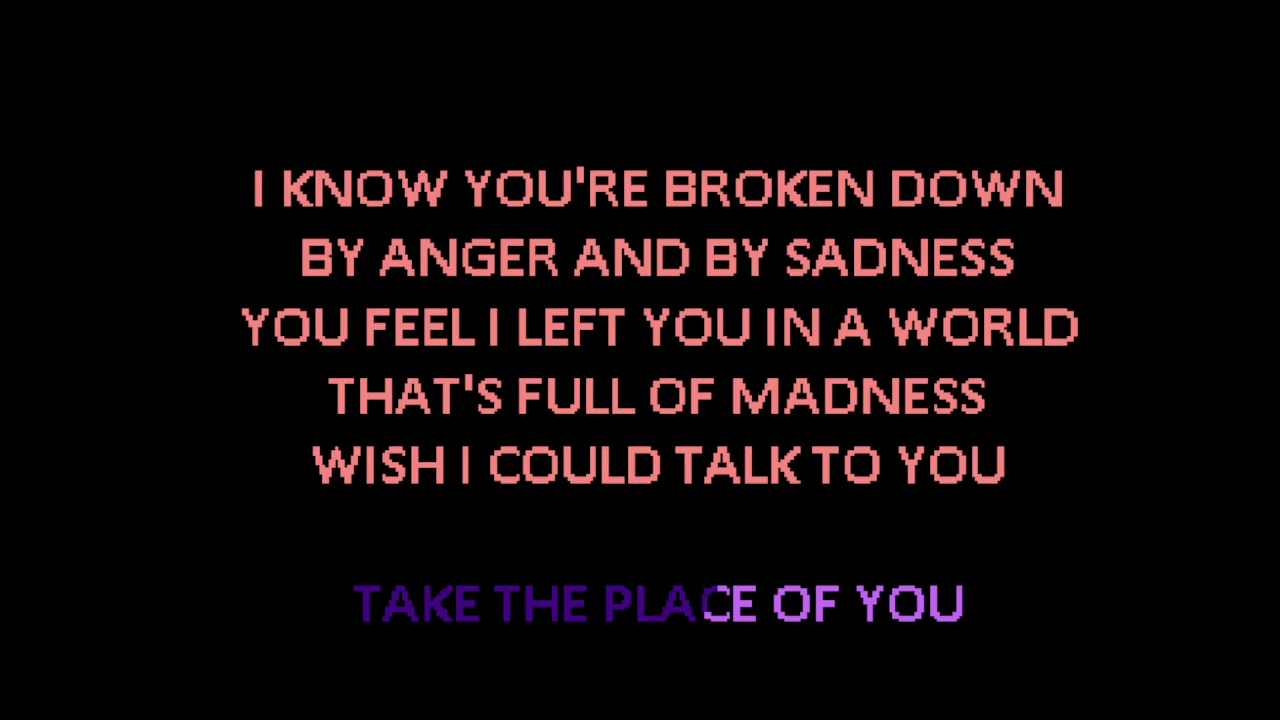 I KNOW YOU'RE BROKEN DOWN
BY ANGER AND BY SADNESS
YOU FEEL I LEFT YOU IN A WORLD
THAT'S FULL OF MADNESS
WISH I COULD TALK TO YOU
TAKE THE PLACE OF YOU